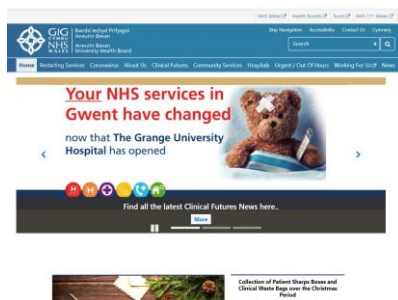 NHS Wales Health Boards Trusts NHS 111 Wales
GIG
CYMRU
NHS
WALES
Bwrdd Iechyd Prifysgol
Aneurin Bevan
Aneurin Bevan
University Health Board
Skip Navigation Accessibility Contact Us Cymraeg
Search
Home Restarting Services Coronavirus About Us Clinical Futures Community Services Hospitals Urgent / Out Of Hours Working For Us News
Your NHS services in
Gwent have changed
now that The Grange University
Hospital has opened
Find all the latest Clinical Futures News here..
More
Collection of Patient Sharps Boxes and
Clinical Waste Bags over the Christmas
Period